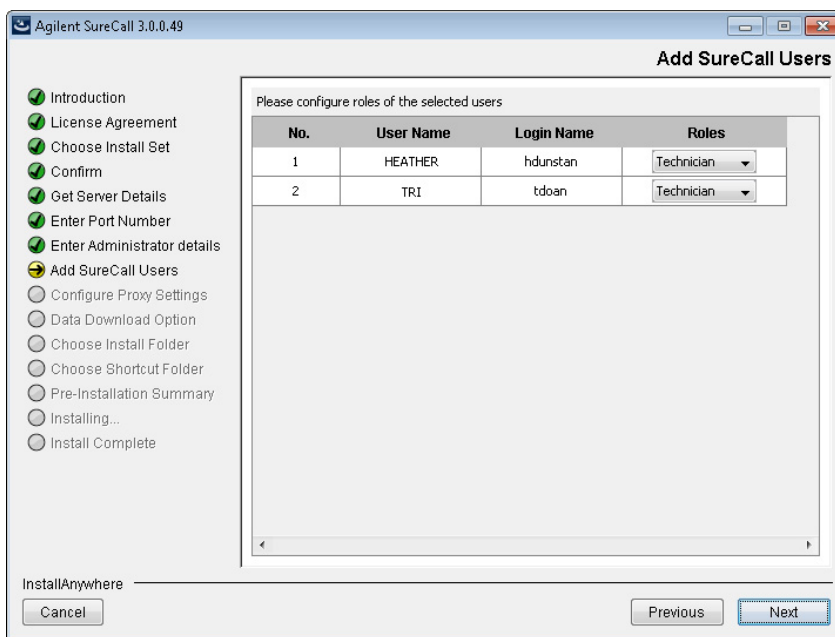 Agilent SureCall 3.0.0.49
Add SureCall Users
Introduction
License Agreement
Choose Install Set
Confirm
Get Server Details
Enter Port Number
Enter Administrator details
Add SureCall Users
Configure Proxy Settings
Data Download Option
Choose Install Folder
Choose Shortcut Folder
Pre-Installation Summary
Installing...
Install Complete
Please configure roles of the selected users
No. User Name Login Name Roles
1 HEATHER hdunstan Technician
2 TRI tdoan Technician
InstallAnywhere
Cancel Previous Next